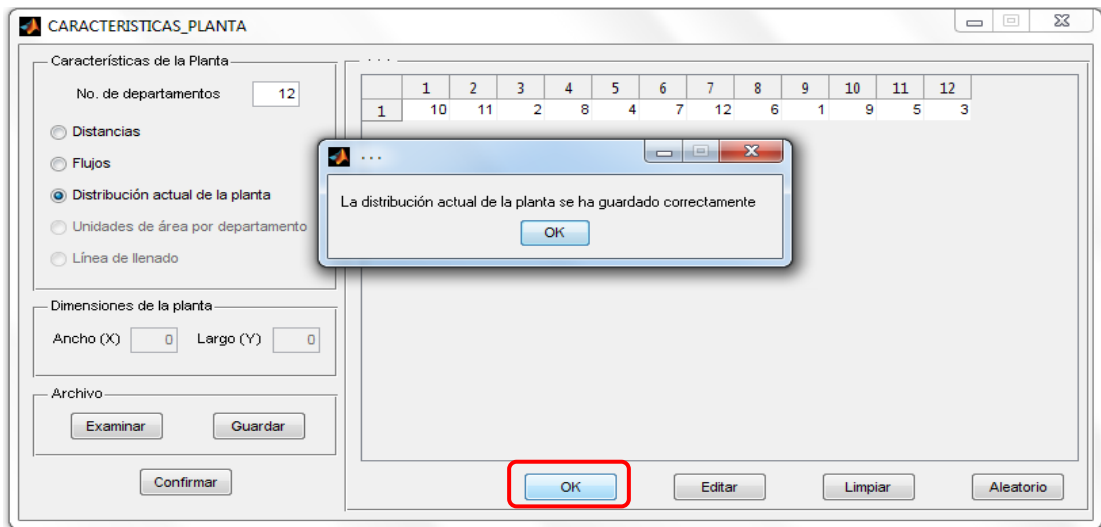 CARACTERISTICAS_PLANTA
Características de la Planta
No. de departamentos 12
Distancias
Flujos
Distribución actual de la planta
Unidades de área por departamento
Línea de llenado
Dimensiones de la planta
Ancho (X) 0 Largo (Y) 0
Archivo
Examinar Guardar
Confirmar
. . .
1 2 3 4 5 6 7 8 9 10 11 12
1 10 11 2 8 4 7 12 6 1 9 5 3
. . .
La distribución actual de la planta se ha guardado correctamente
OK
OK Editar Limpiar Aleatorio